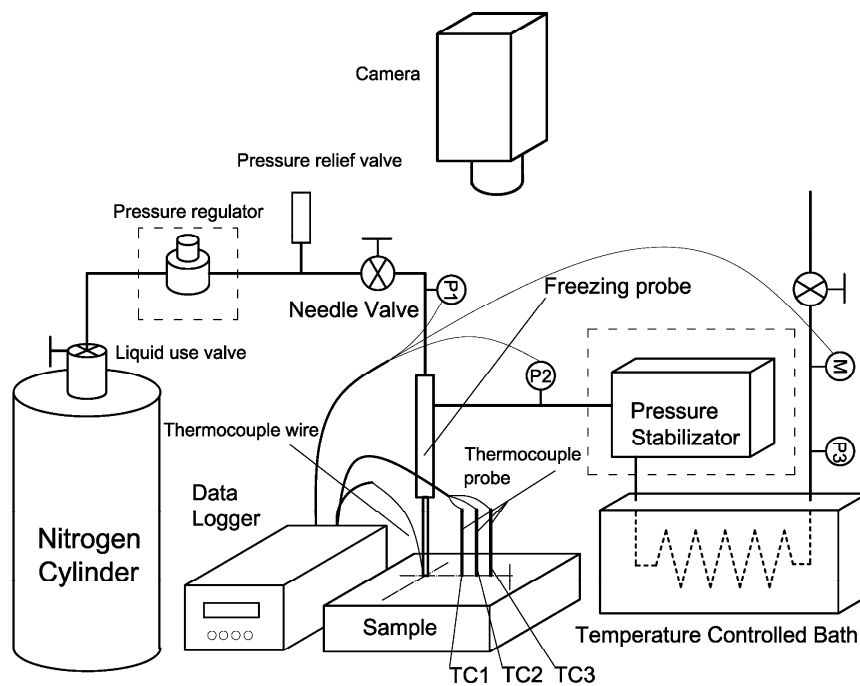 Camera
Pressure relief valve
Pressure regulator
P1
Needle Valve
Freezing probe
Liquid use valve
P2
M
Pressure
Stabilizator
P3
Thermocouple wire
Thermocouple
probe
Data
Logger
Nitrogen
Cylinder
Sample
Temperature Controlled Bath
TC1
TC2
TC3